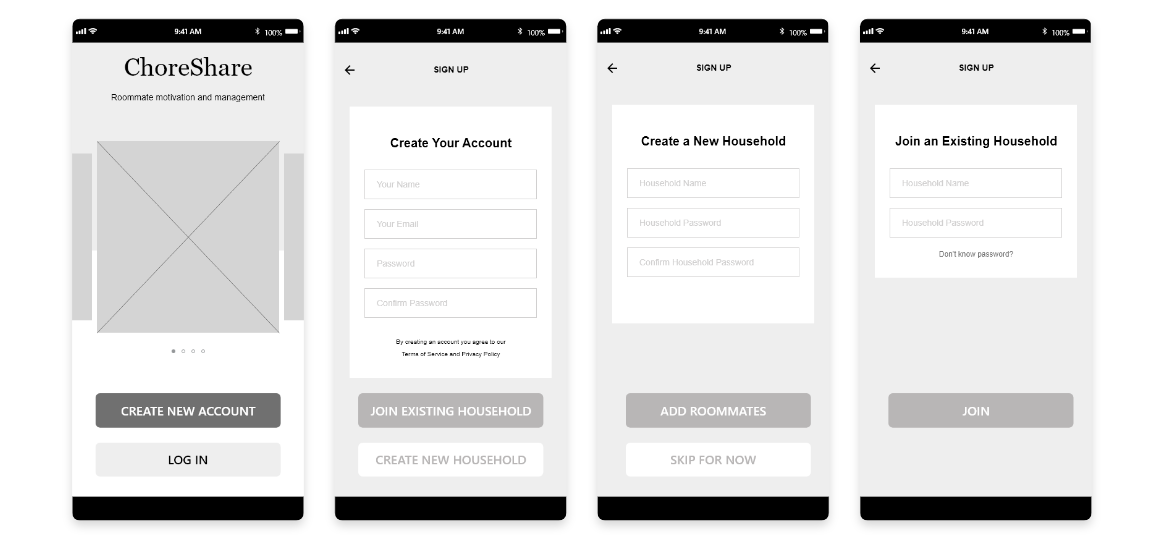 9:41 AM
100%
ChoreShare
Roommate motivation and management
CREATE NEW ACCOUNT
LOG IN
9:41 AM
100%
SIGN UP
Create Your Account
Your Name
Your Email
Password
Confirm Password
By creating an account you agree to our
Terms of Service and Privacy Policy
JOIN EXISTING HOUSEHOLD
CREATE NEW HOUSEHOLD
9:41 AM
100%
SIGN UP
Create a New Household
Household Name
Household Password
Confirm Household Password
ADD ROOMMATES
SKIP FOR NOW
9:41 AM
100%
SIGN UP
Join an Existing Household
Household Name
Household Password
Don't know password?
JOIN